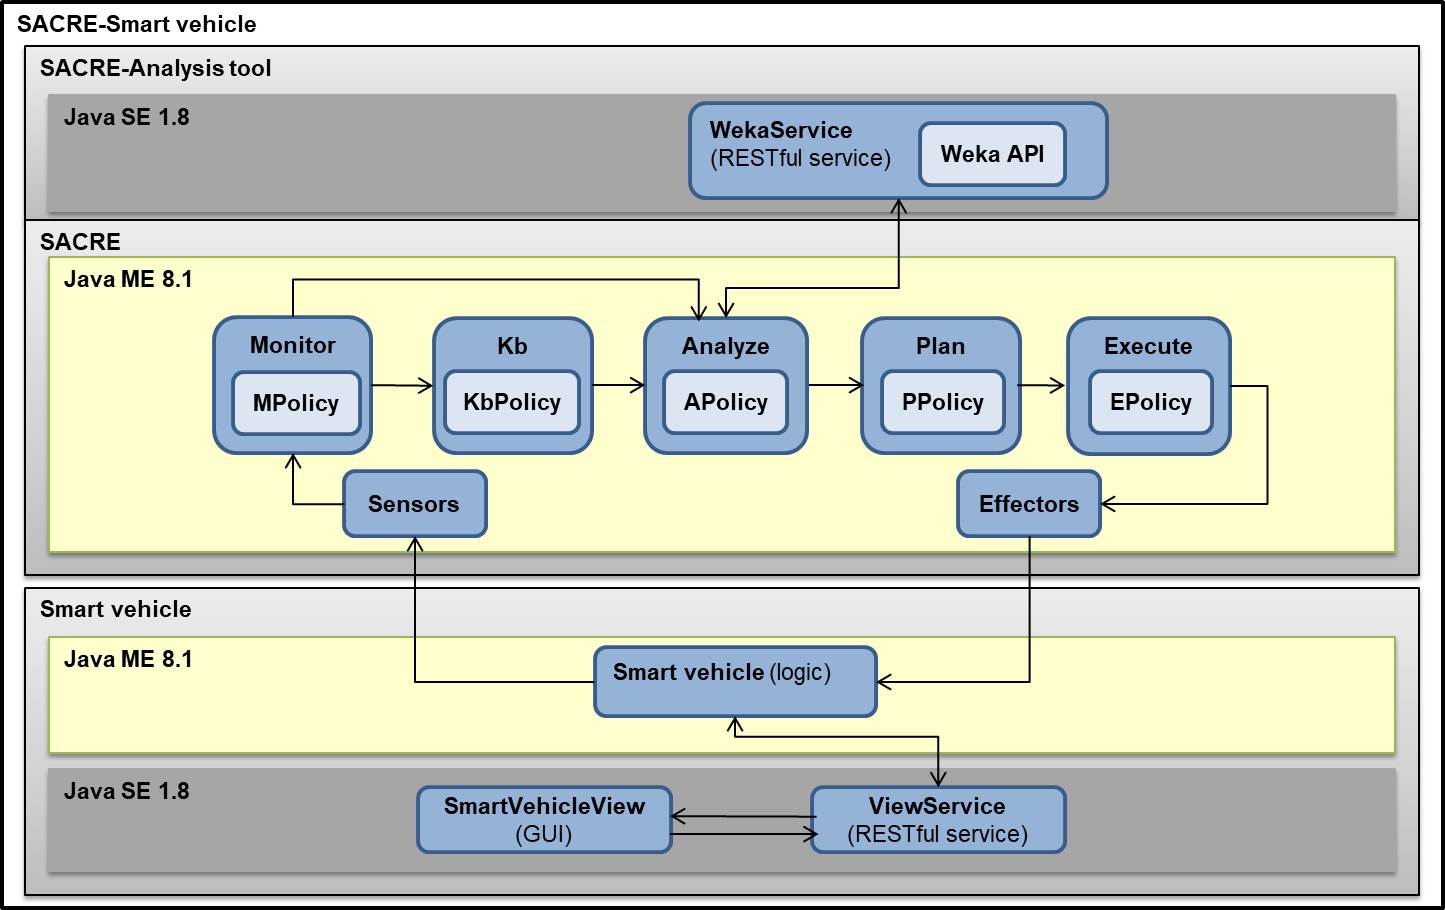 SACRE-Smart vehicle
SACRE-Analysis tool
Java SE 1.8
WekaService
(RESTful service)
Weka API
SACRE
Java ME 8.1
Monitor
MPolicy
Kb
KbPolicy
Analyze
APolicy
Plan
PPolicy
Execute
EPolicy
Sensors
Effectors
Smart vehicle
Java ME 8.1
Smart vehicle (logic)
Java SE 1.8
SmartVehicleView
(GUI)
ViewService
(RESTful service)